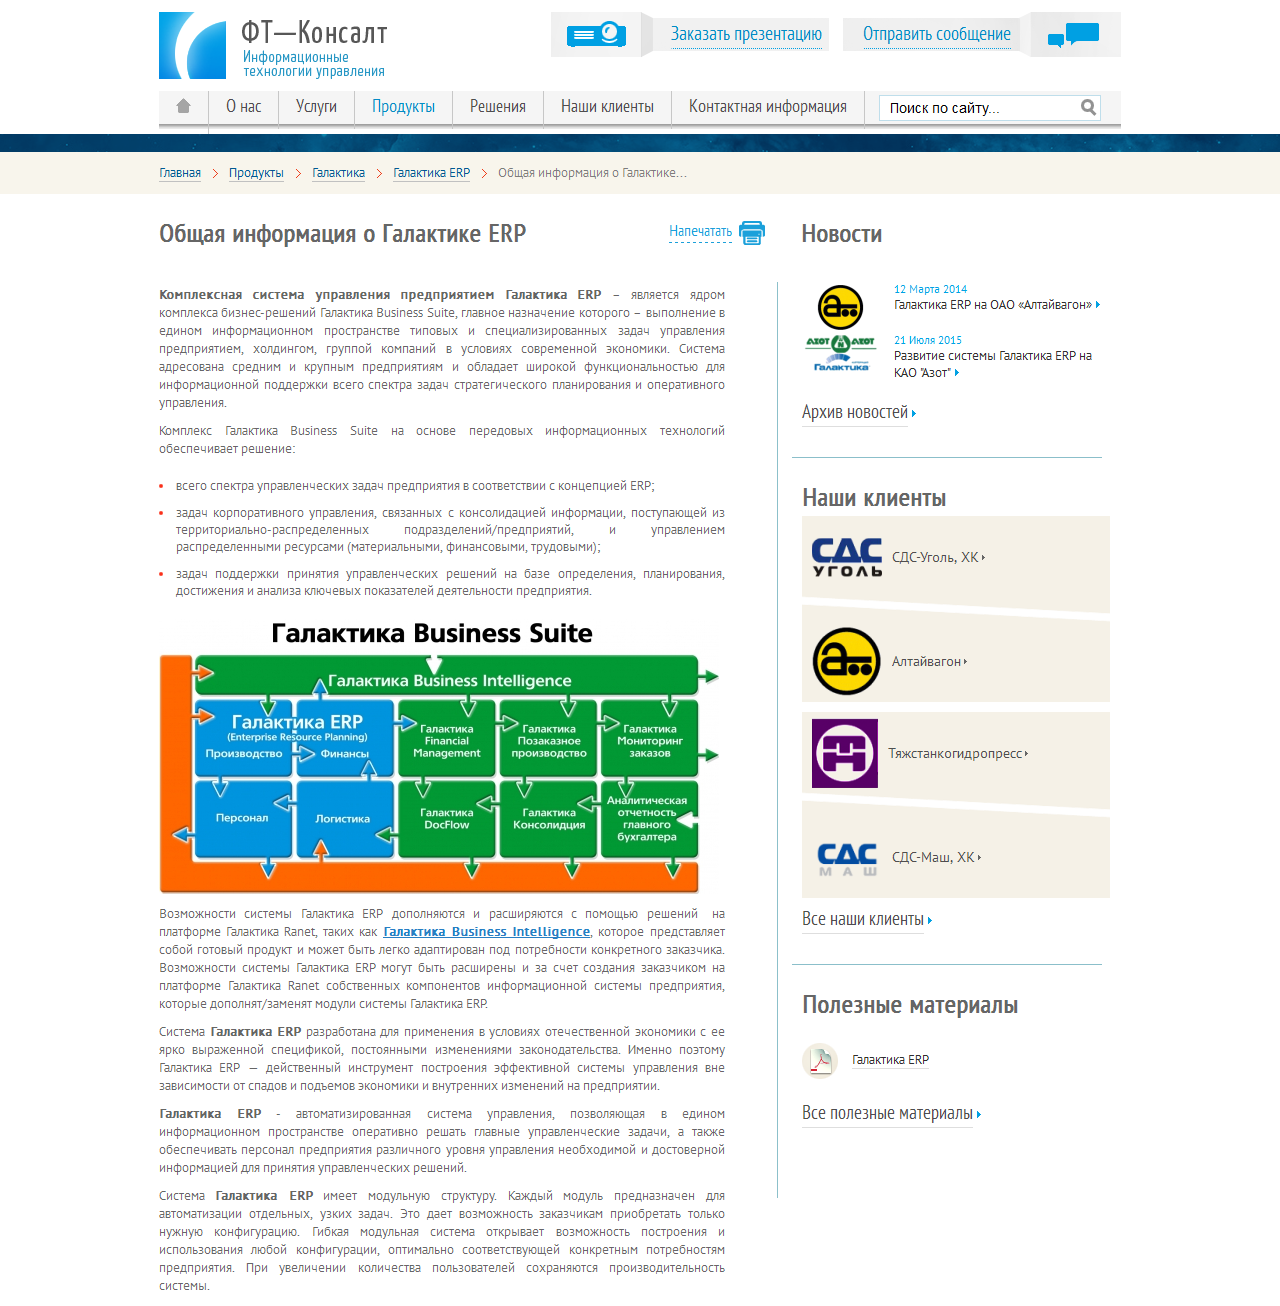 ФТ—Консалт
Информационные
технологии управления
Заказать презентацию
Отправить сообщение
О нас
Услуги
Продукты
Решения
Наши клиенты
Контактная информация
Поиск по сайту...
Главная
Продукты
Галактика
Галактика ERP
Общая информация о Галактике...
Общая информация о Галактике ERP
Напечатать
Комплексная система управления предприятием Галактика ERP – является ядром
комплекса бизнес-решений Галактика Business Suite, главное назначение которого – выполнение в
едином информационном пространстве типовых и специализированных задач управления
предприятием, холдингом, группой компаний в условиях современной экономики. Система
адресована средним и крупным предприятиям и обладает широкой функциональностью для
информационной поддержки всего спектра задач стратегического планирования и оперативного
управления.
Комплекс Галактика Business Suite на основе передовых информационных технологий
обеспечивает решение:
всего спектра управленческих задач предприятия в соответствии с концепцией ERP;
задач корпоративного управления, связанных с консолидацией информации, поступающей из
территориально-распределенных подразделений/предприятий, и управлением
распределенными ресурсами (материальными, финансовыми, трудовыми);
задач поддержки принятия управленческих решений на базе определения, планирования,
достижения и анализа ключевых показателей деятельности предприятия.
Галактика Business Suite
Галактика Business Intelligence
Галактика ERP
(Enterprise Resource Planning)
Производство
Финансы
Галактика
Financial
Management
Галактика
Позаказное
производство
Галактика
Мониторинг
заказов
Персонал
Логистика
Галактика
DocFlow
Галактика
Консолидция
Аналитическая
отчетность
главного
бухгалтера
Возможности системы Галактика ERP дополняются и расширяются с помощью решений на
платформе Галактика Ranet, таких как Галактика Business Intelligence, которое представляет
собой готовый продукт и может быть легко адаптирован под потребности конкретного заказчика.
Возможности системы Галактика ERP могут быть расширены и за счет создания заказчиком на
платформе Галактика Ranet собственных компонентов информационной системы предприятия,
которые дополнят/заменят модули системы Галактика ERP.
Система Галактика ERP разработана для применения в условиях отечественной экономики с ее
ярко выраженной спецификой, постоянными изменениями законодательства. Именно поэтому
Галактика ERP — действенный инструмент построения эффективной системы управления вне
зависимости от спадов и подъемов экономики и внутренних изменений на предприятии.
Галактика ERP - автоматизированная система управления, позволяющая в едином
информационном пространстве оперативно решать главные управленческие задачи, а также
обеспечивать персонал предприятия различного уровня управления необходимой и достоверной
информацией для принятия управленческих решений.
Система Галактика ERP имеет модульную структуру. Каждый модуль предназначен для
автоматизации отдельных, узких задач. Это дает возможность заказчикам приобретать только
нужную конфигурацию. Гибкая модульная система открывает возможность построения и
использования любой конфигурации, оптимально соответствующей конкретным потребностям
предприятия. При увеличении количества пользователей сохраняются производительность
системы.
Новости
12 Марта 2014
Галактика ERP на ОАО «Алтайвагон»
АЗОТ АЗОТ
Галактика
21 Июля 2015
Развитие системы Галактика ERP на
КАО "Азот"
Архив новостей
Наши клиенты
СДС
УГОЛЬ
СДС-Уголь, ХК
Алтайвагон
Тяжстанкогидропресс
СДС
МАШ
СДС-Маш, ХК
Все наши клиенты
Полезные материалы
Галактика ERP
Все полезные материалы